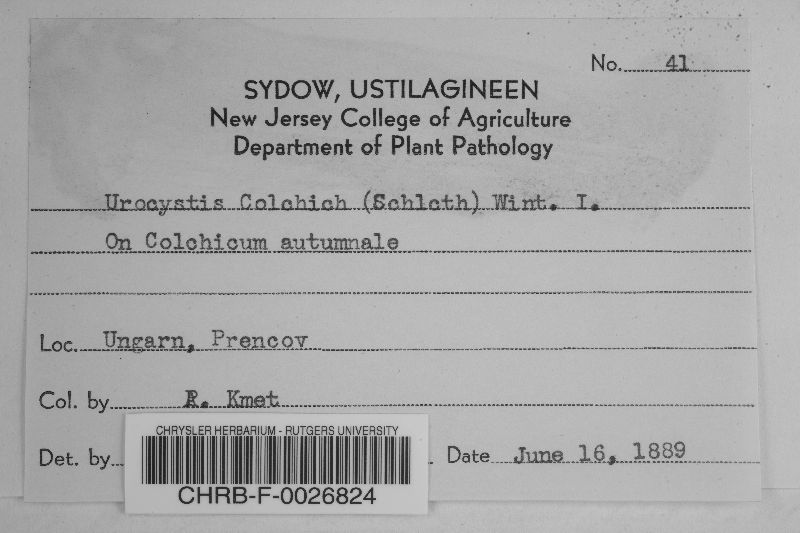 No. 41
SYDOW, USTILAGINEEN
New Jersey College of Agriculture
Department of Plant Pathology
Urocystis Colchich (Schlcth) Wint. I.
On Colchicum autumnale
Loc. Ungarn, Prencov
Col. by R. Kmet
CHRYSLER HERBARIUM - RUTGERS UNIVERSITY
Det. by Date June 16, 1889
CHRB-F-0026824